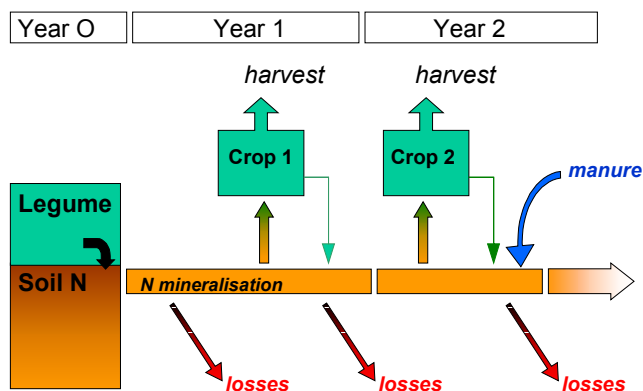 Year O
Year 1
Year 2
harvest
harvest
Crop 1
Crop 2
manure
Legume
Soil N
N mineralisation
losses
losses
losses